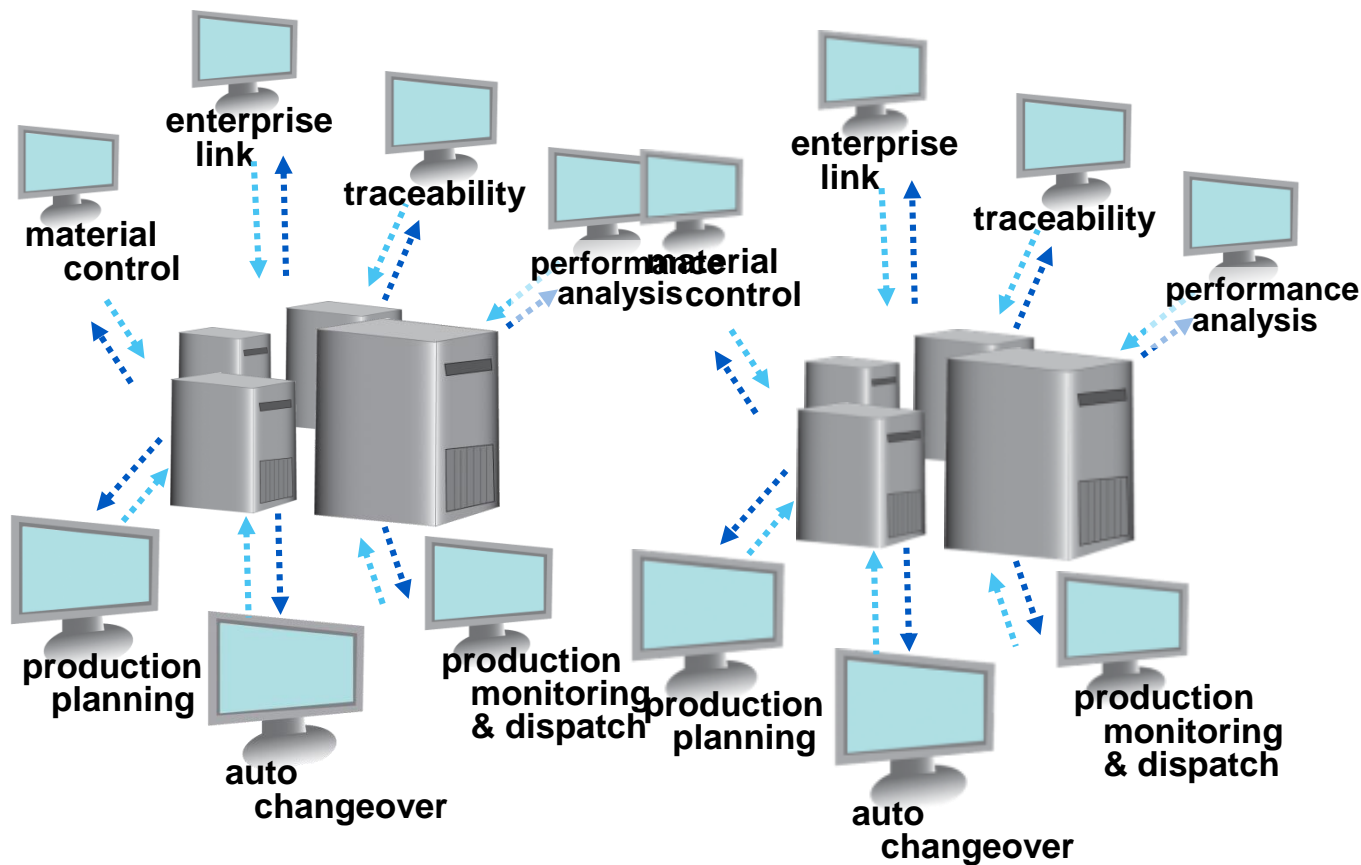 enterprise
link
traceability
material
control
performance
analysis
production
planning
auto
changeover
production
monitoring
& dispatch
enterprise
link
traceability
material
control
performance
analysis
production
planning
auto
changeover
production
monitoring
& dispatch